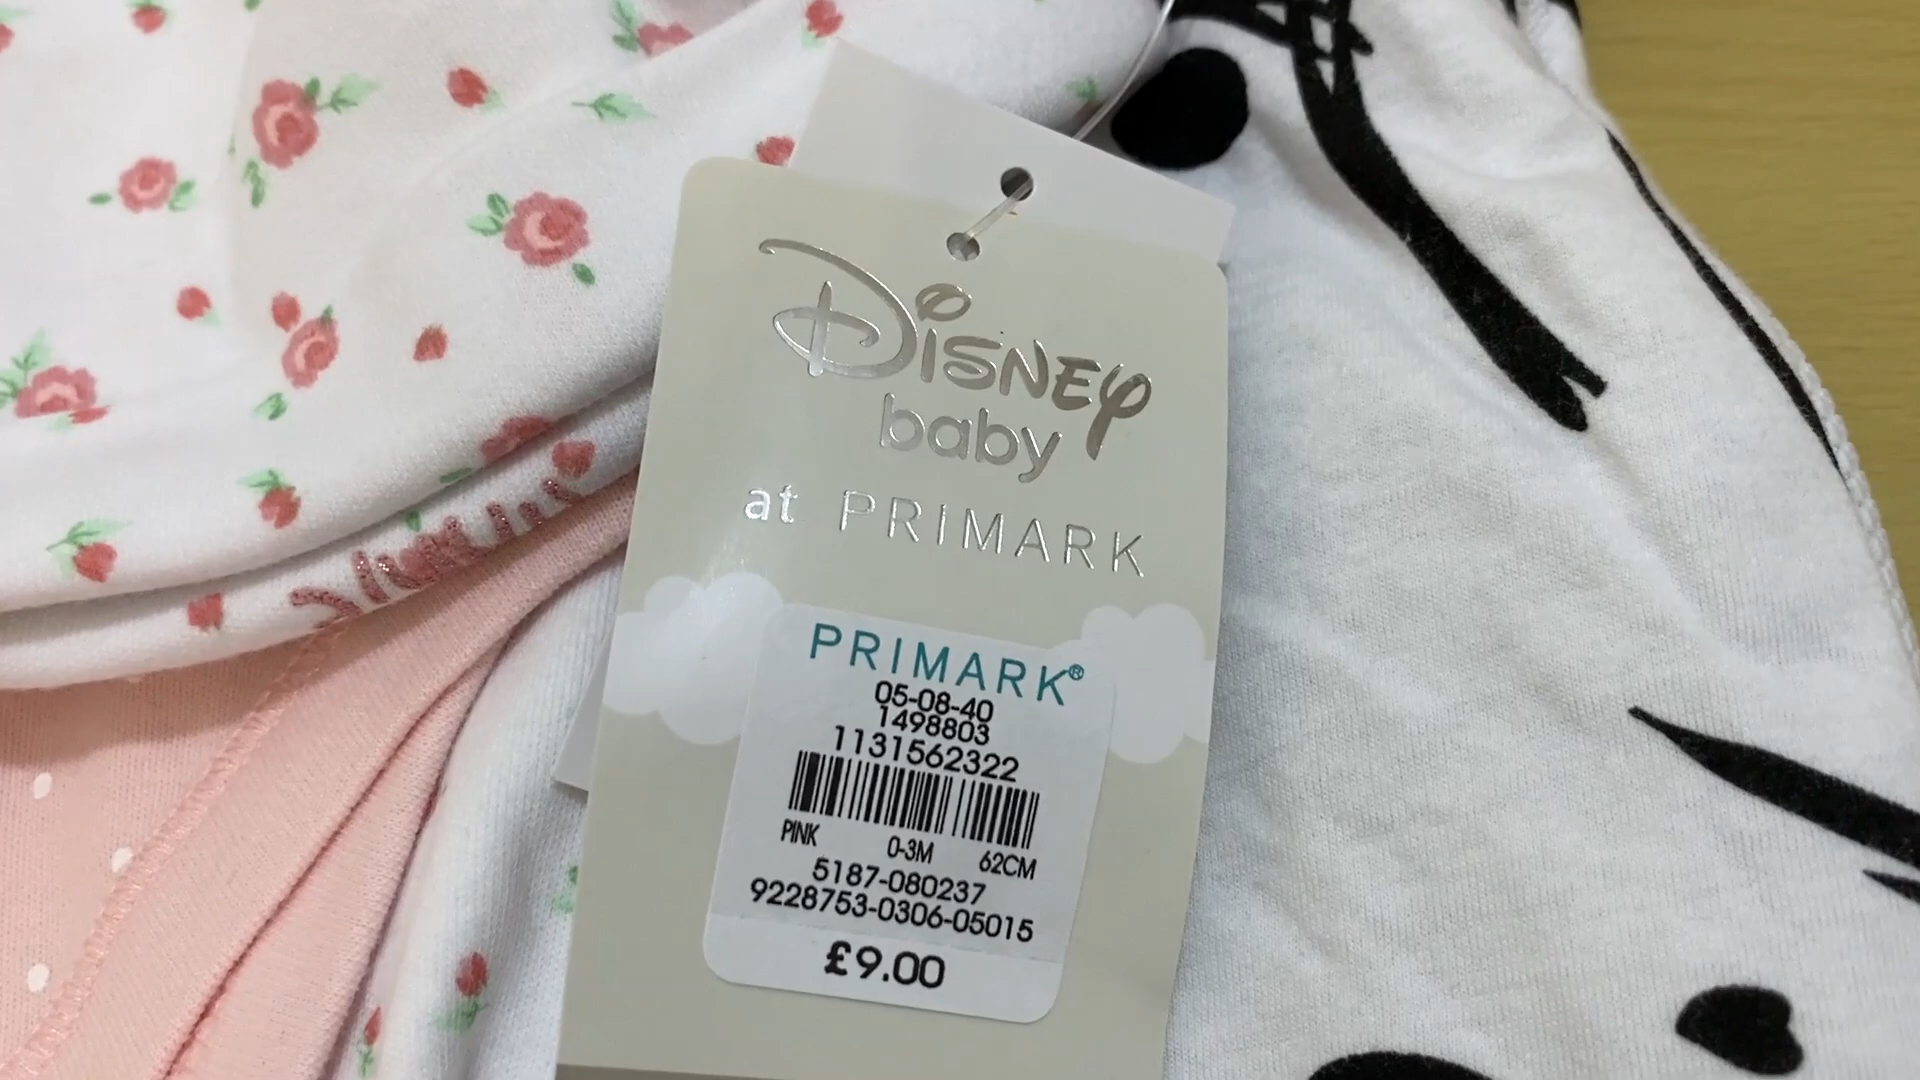 Disney
baby
at PRIMARK
PRIMARK®
05-08-40
1498803
1131562322
PINK 0-3M 62CM
5187-080237
9228753-0306-05015
£9.00